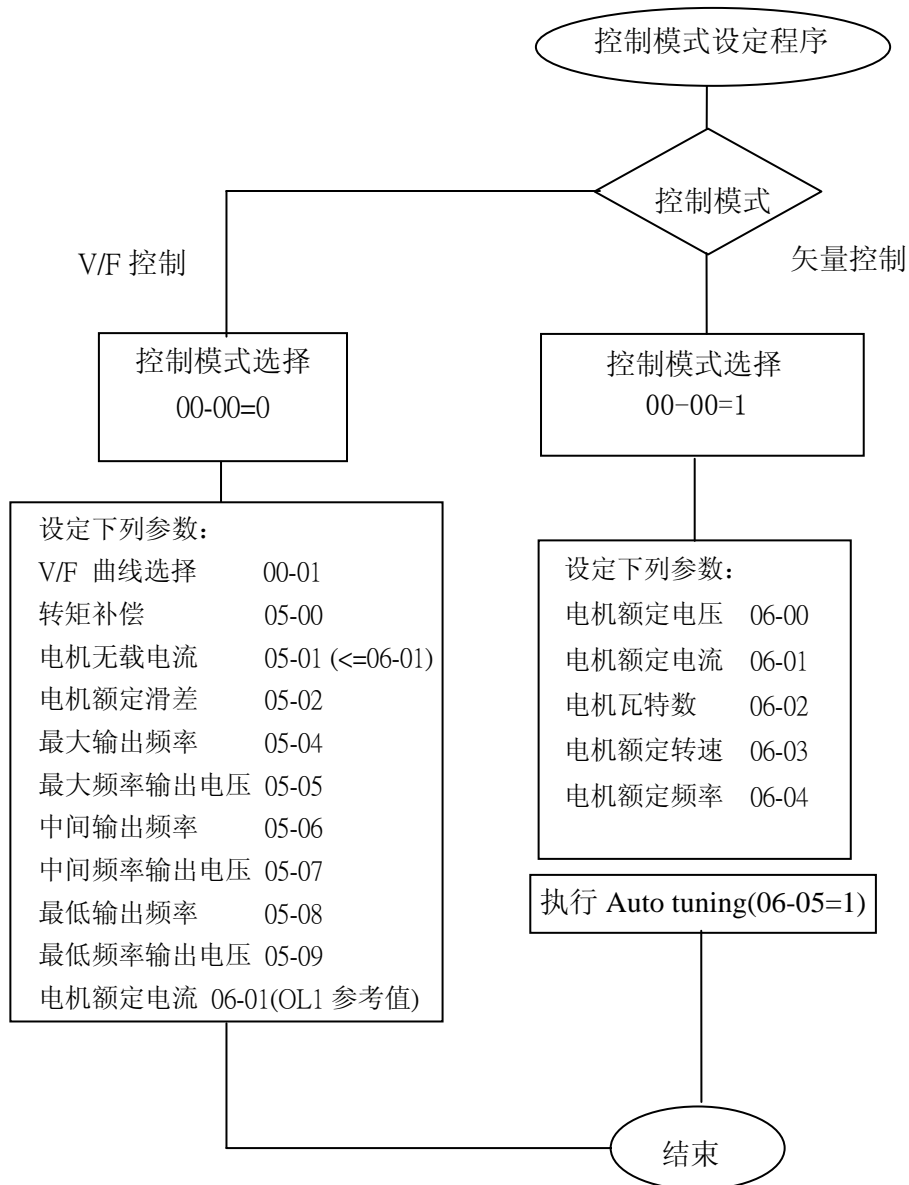 控制模式设定程序
控制模式
V/F 控制
矢量控制
控制模式选择
00-00=0
控制模式选择
00-00=1
设定下列参数：
V/F 曲线选择 00-01
转矩补偿 05-00
电机无载电流 05-01 (<=06-01)
电机额定滑差 05-02
最大输出频率 05-04
最大频率输出电压 05-05
中间输出频率 05-06
中间频率输出电压 05-07
最低输出频率 05-08
最低频率输出电压 05-09
电机额定电流 06-01(OL1 参考值)
设定下列参数：
电机额定电压 06-00
电机额定电流 06-01
电机瓦特数 06-02
电机额定转速 06-03
电机额定频率 06-04
执行 Auto tuning(06-05=1)
结束